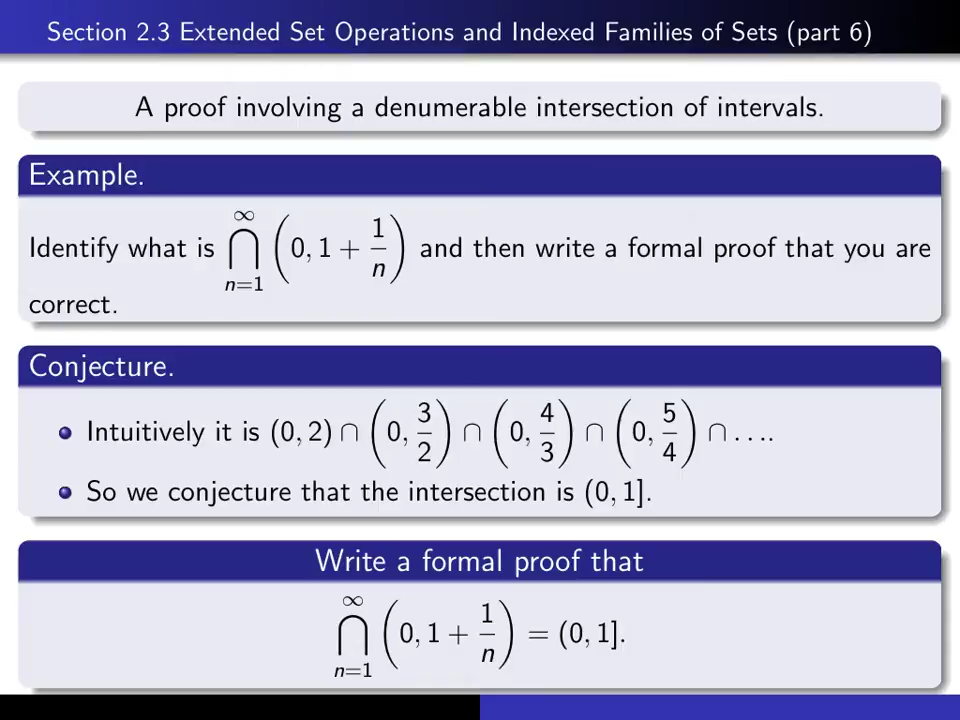 Section 2.3 Extended Set Operations and Indexed Families of Sets (part 6)
A proof involving a denumerable intersection of intervals.
Example.
Identify what is ⋂_{n=1}^{∞} (0, 1 + 1/n) and then write a formal proof that you are
correct.
Conjecture.
Intuitively it is (0, 2) ∩ (0, 3/2) ∩ (0, 4/3) ∩ (0, 5/4) ∩ . . ..
So we conjecture that the intersection is (0, 1].
Write a formal proof that
⋂_{n=1}^{∞} (0, 1 + 1/n) = (0, 1].